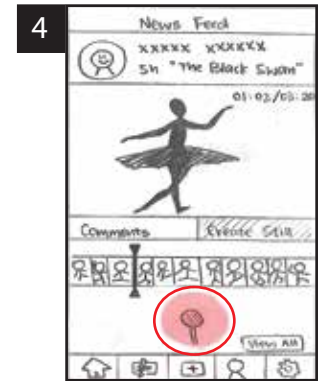 4
News Feed
xxxxx xxxxxx
5h "The Black Swan"
01:02/03:20
Comments
Create Still
View All